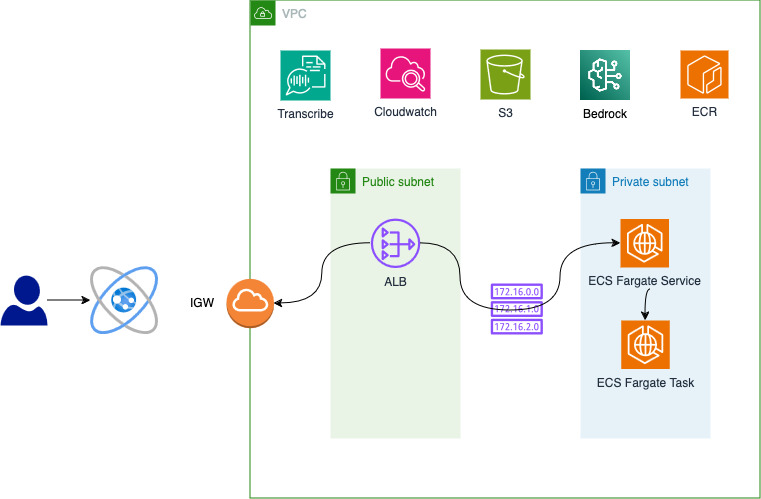 VPC
Transcribe
Cloudwatch
S3
Bedrock
ECR
Public subnet
Private subnet
ALB
ECS Fargate Service
IGW
172.16.0.0
172.16.1.0
172.16.2.0
ECS Fargate Task